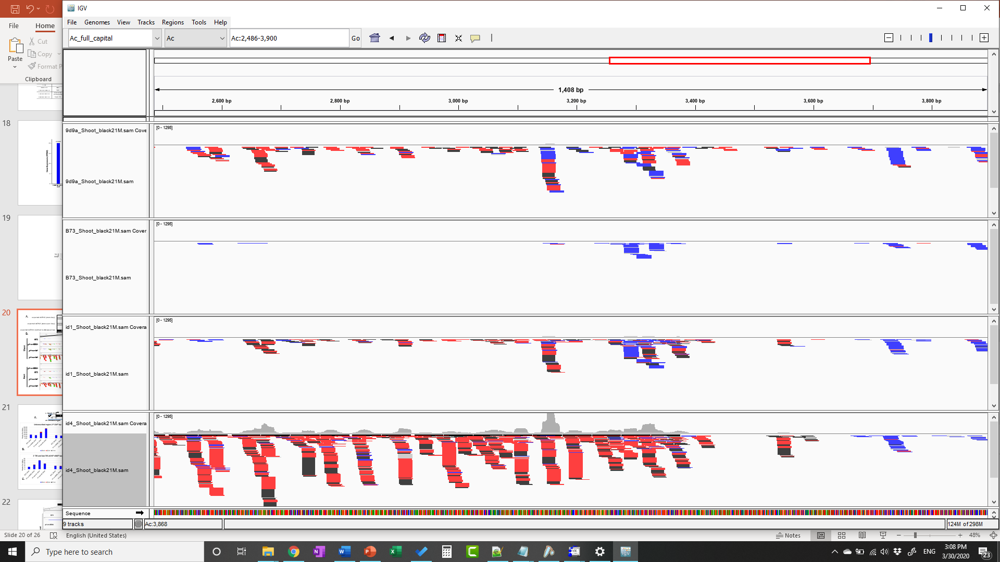 IGV
File
Home
Cut
Copy
Paste
Format P
Clipboard
File Genomes View Tracks Regions Tools Help
Ac_full_capital
Ac
Ac:2,486-3,900
Go
1,408 bp
2,600 bp 2,800 bp 3,000 bp 3,200 bp 3,400 bp 3,600 bp 3,800 bp
18
19
20
21
22
9d9a_Shoot_black21M.sam Cove
[0 - 1295]
9d9a_Shoot_black21M.sam
B73_Shoot_black21M.sam Cover
[0 - 1295]
B73_Shoot_black21M.sam
id1_Shoot_black21M.sam Covera
[0 - 1295]
id1_Shoot_black21M.sam
id4_Shoot_black21M.sam Covera
[0 - 1295]
id4_Shoot_black21M.sam
Sequence
9 tracks
Ac:3,868
124M of 298M
Slide 20 of 26
English (United States)
Notes
48%
Type here to search
ENG
3:08 PM
3/30/2020
23